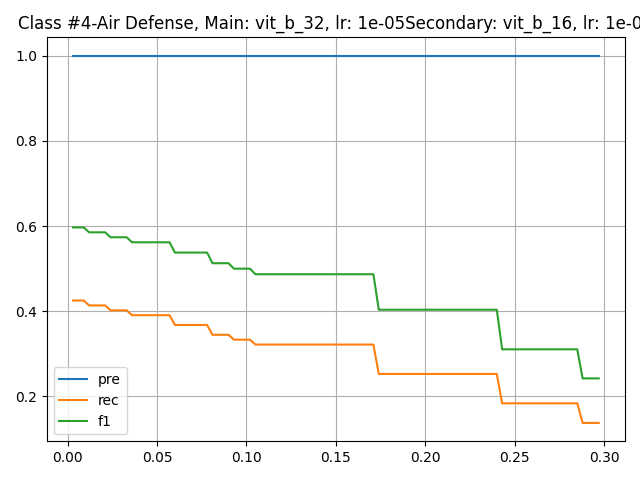 Class #4-Air Defense, Main: vit_b_32, lr: 1e-05Secondary: vit_b_16, lr: 1e-0
1.0
0.8
0.6
0.4
0.2
pre
rec
f1
0.00 0.05 0.10 0.15 0.20 0.25 0.30